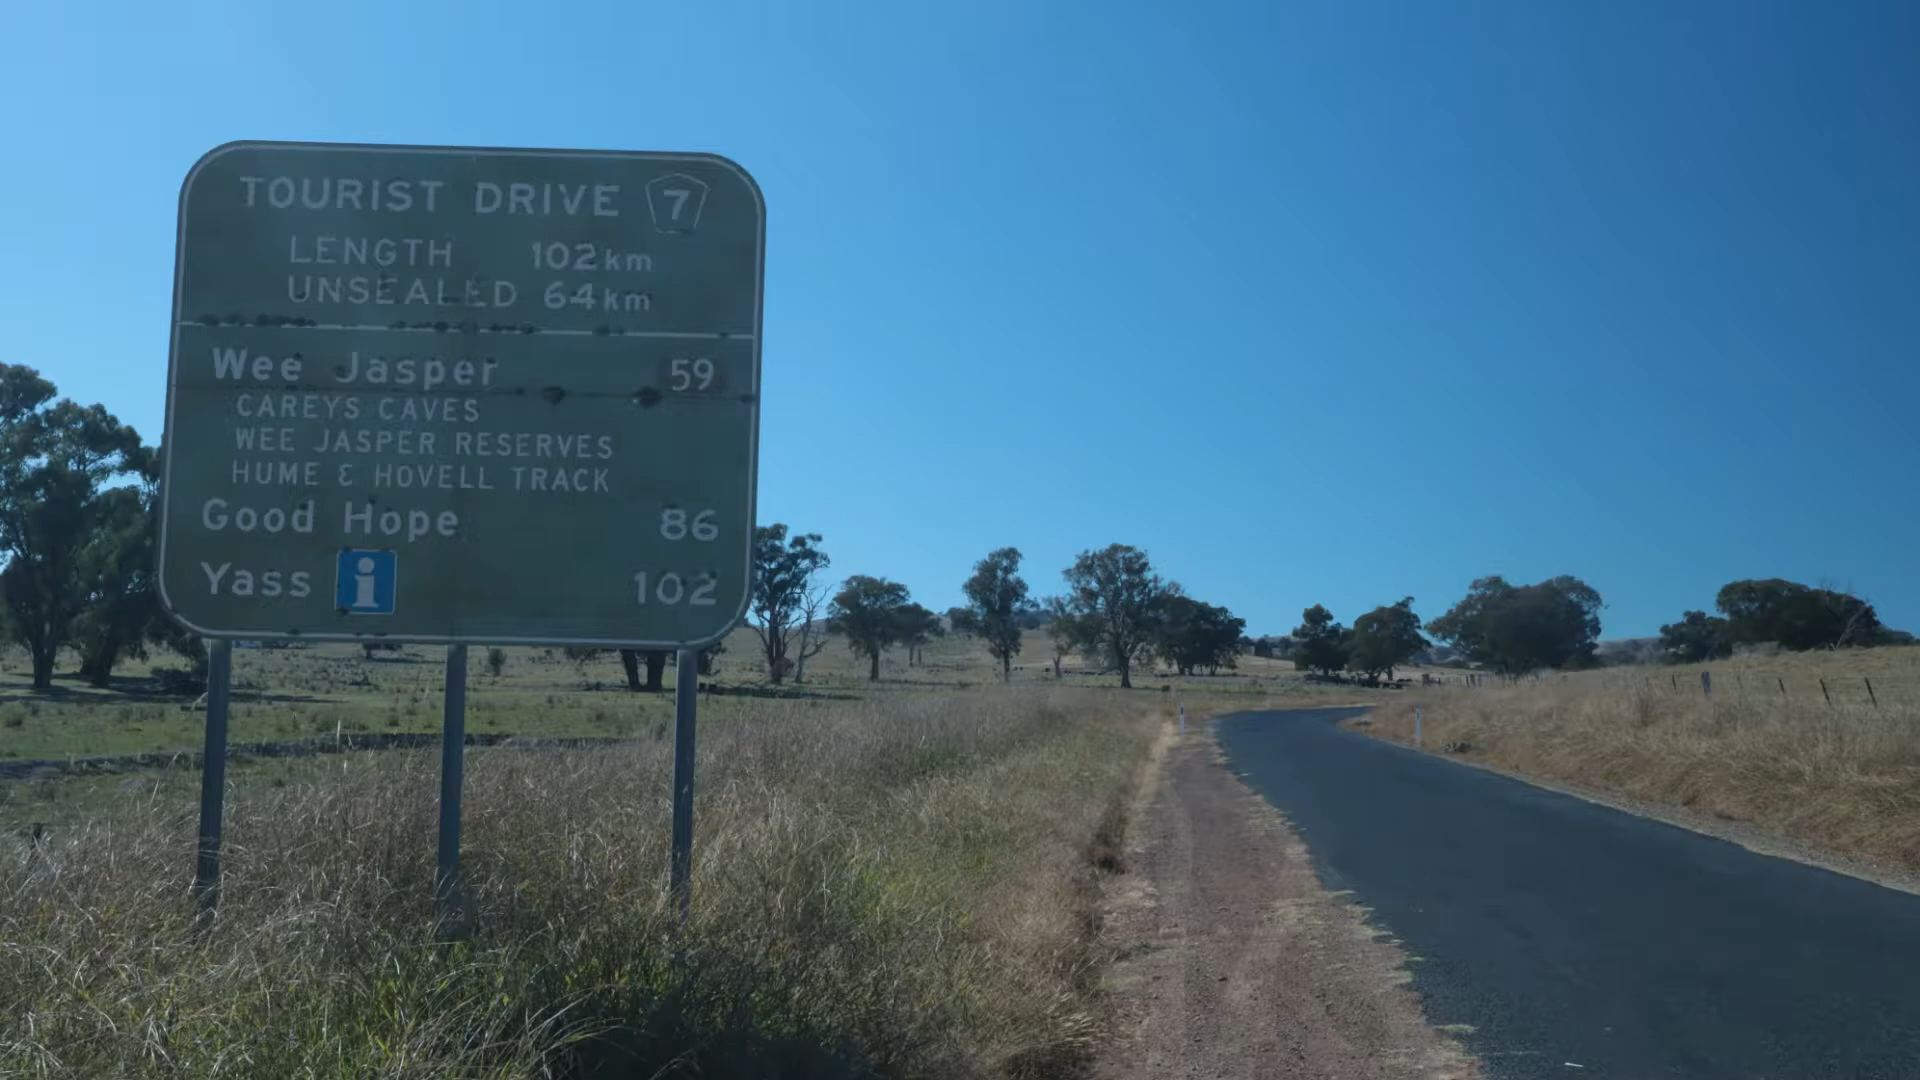 TOURIST DRIVE 7
LENGTH 102km
UNSEALED 64km
Wee Jasper 59
CAREYS CAVES
WEE JASPER RESERVES
HUME & HOVELL TRACK
Good Hope 86
Yass i 102